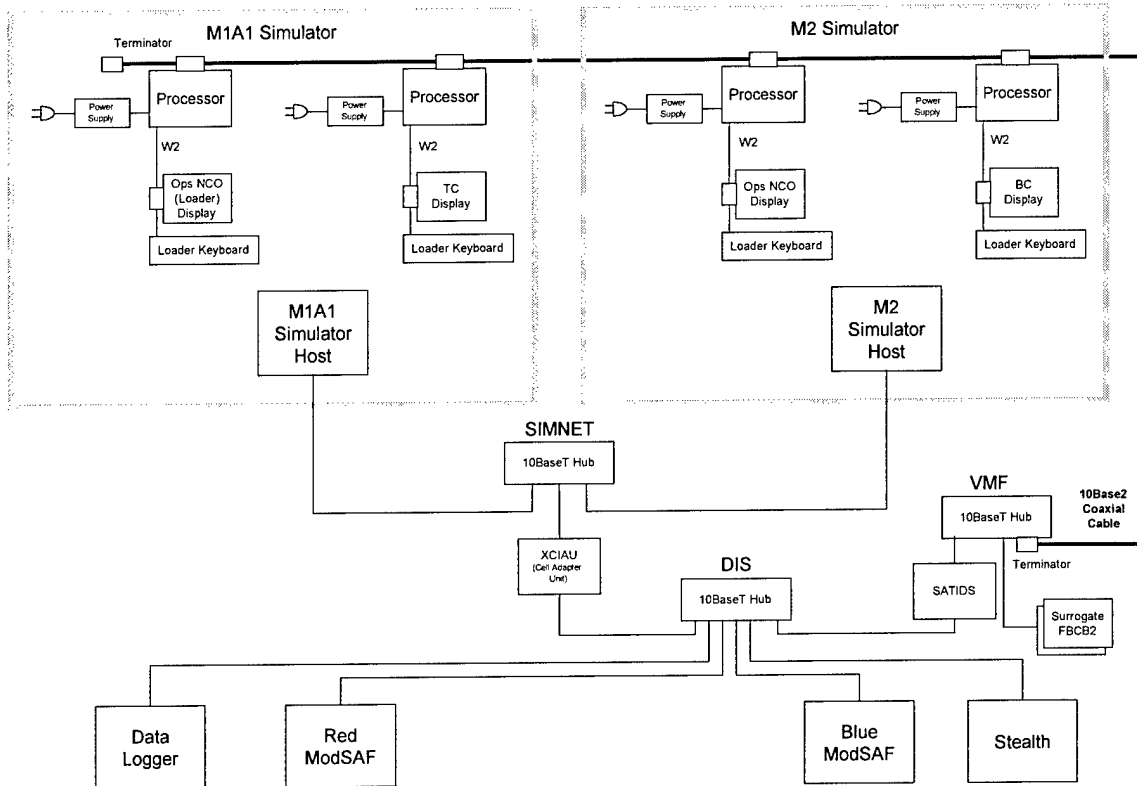 M1A1 Simulator
M2 Simulator
Terminator
Processor
Processor
Processor
Processor
Power
Supply
Power
Supply
Power
Supply
Power
Supply
W2
W2
W2
W2
Ops NCO
(Loader)
Display
TC
Display
Ops NCO
Display
BC
Display
Loader Keyboard
Loader Keyboard
Loader Keyboard
Loader Keyboard
M1A1
Simulator
Host
M2
Simulator
Host
SIMNET
10BaseT Hub
VMF
10BaseT Hub
10Base2
Coaxial
Cable
Terminator
XCIAU
(Cell Adapter
Unit)
DIS
10BaseT Hub
SATIDS
Surrogate
FBCB2
Data
Logger
Red
ModSAF
Blue
ModSAF
Stealth